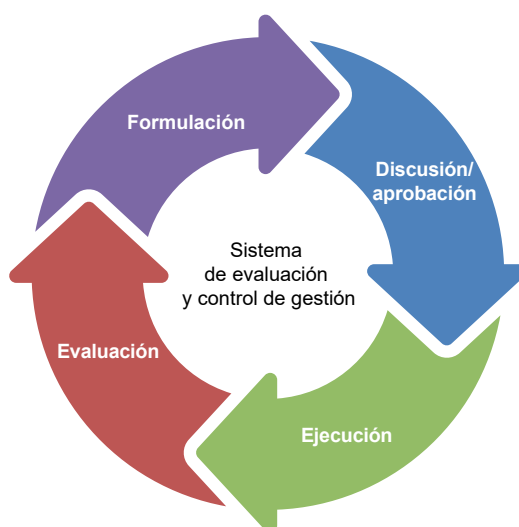 Formulación
Discusión/
aprobación
Sistema
de evaluación
y control de gestión
Evaluación
Ejecución